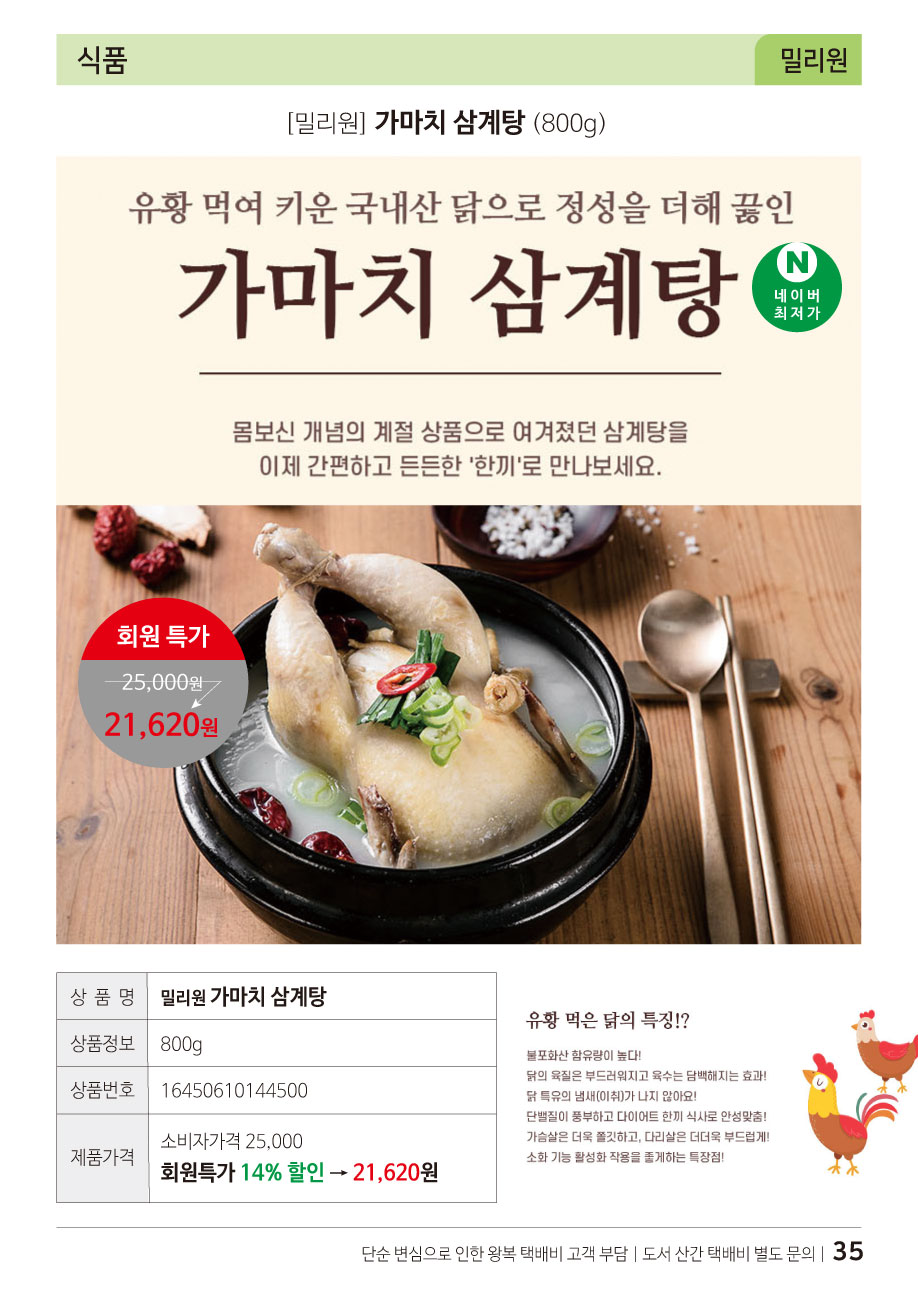 식품
밀리원
[밀리원] 가마치 삼계탕 (800g)
유황 먹여 키운 국내산 닭으로 정성을 더해 끓인
가마치 삼계탕
N
네이버
최저가
몸보신 개념의 계절 상품으로 여겨졌던 삼계탕을
이제 간편하고 든든한 '한끼'로 만나보세요.
회원 특가
25,000원
21,620원
상 품 명 밀리원 가마치 삼계탕
상품정보 800g
상품번호 16450610144500
제품가격 소비자가격 25,000
회원특가 14% 할인 → 21,620원
유황 먹은 닭의 특징!?
불포화산 함유량이 높다!
닭의 육질은 부드러워지고 육수는 담백해지는 효과!
닭 특유의 냄새(이취)가 나지 않아요!
단밸질이 풍부하고 다이어트 한끼 식사로 안성맞춤!
가슴살은 더욱 쫄깃하고, 다리살은 더더욱 부드럽게!
소화 기능 활성화 작용을 좋게하는 특장점!
단순 변심으로 인한 왕복 택배비 고객 부담 | 도서 산간 택배비 별도 문의 | 35